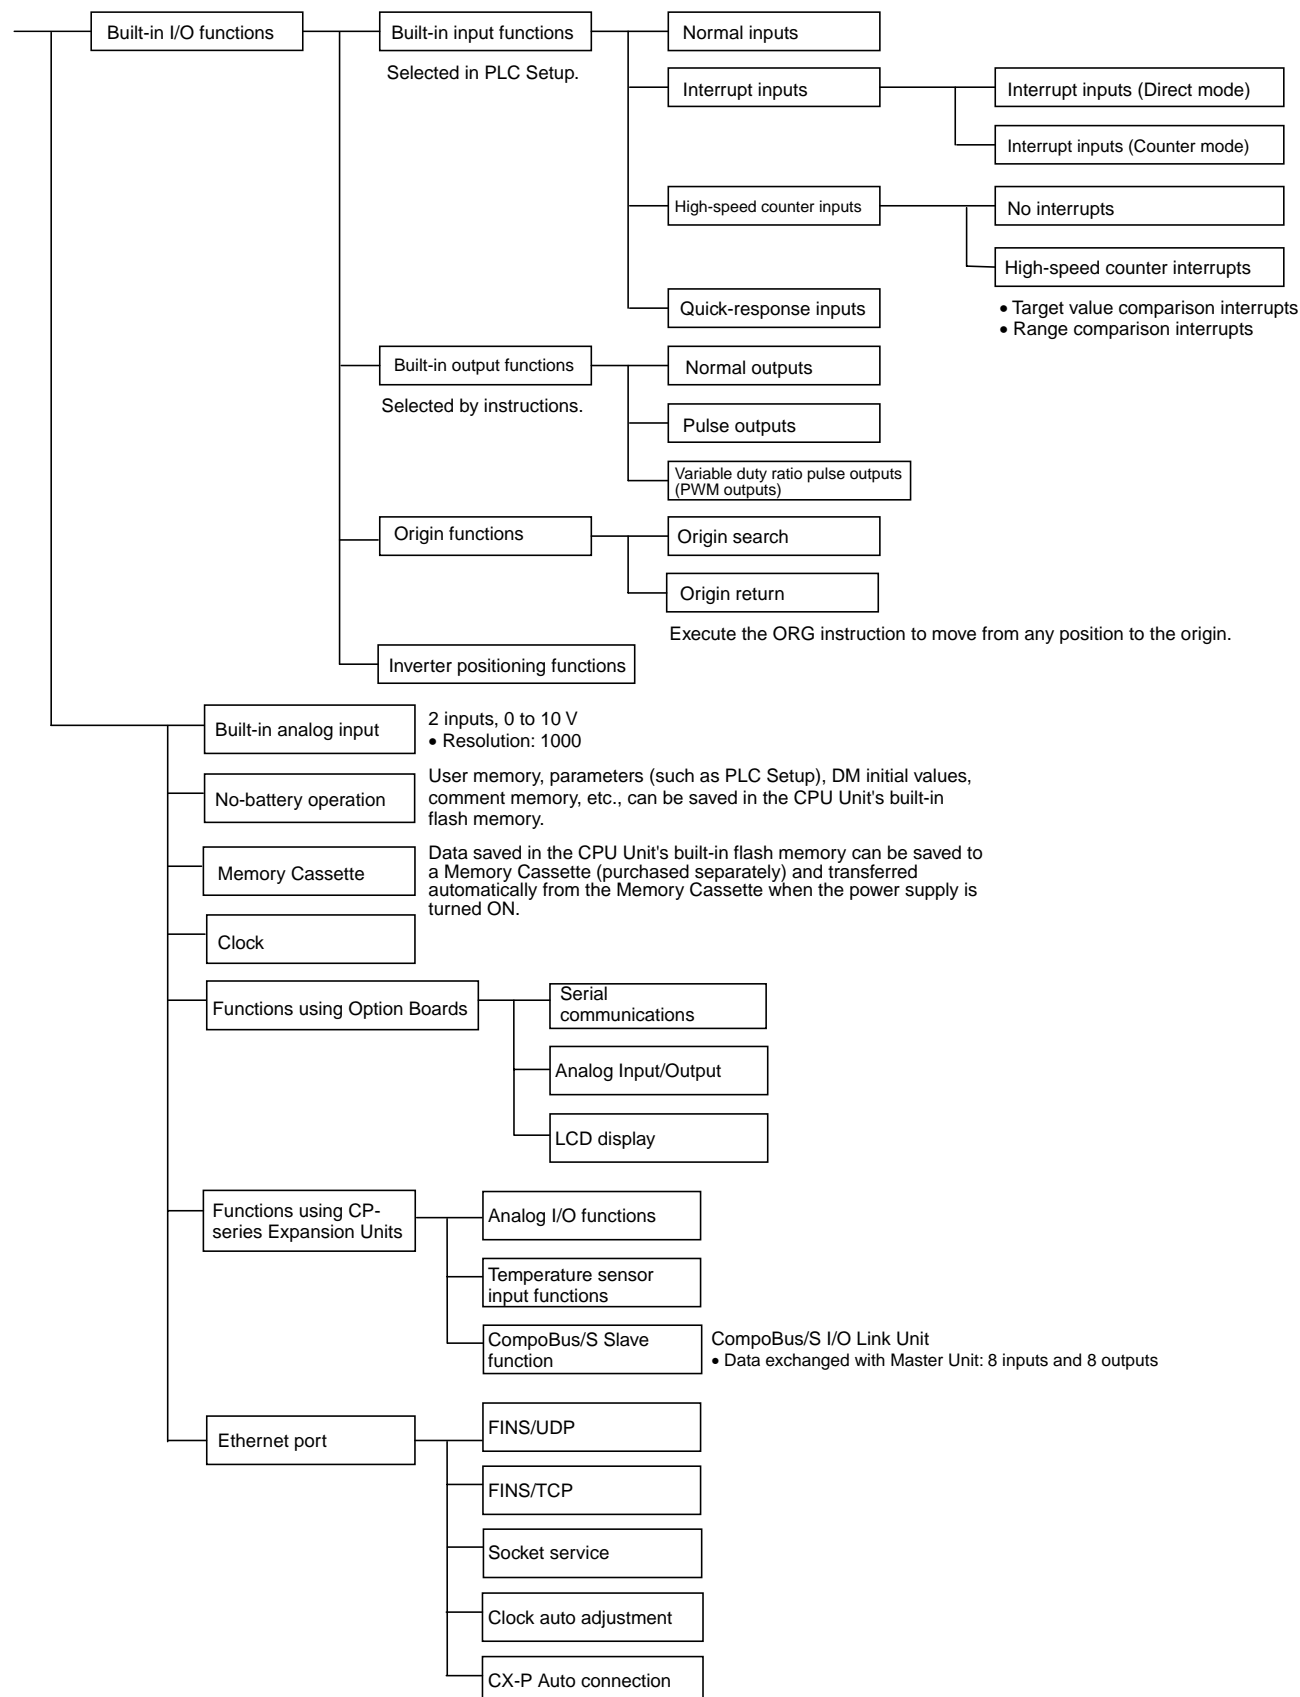 Built-in I/O functions
Built-in input functions
Selected in PLC Setup.
Normal inputs
Interrupt inputs
Interrupt inputs (Direct mode)
Interrupt inputs (Counter mode)
High-speed counter inputs
No interrupts
High-speed counter interrupts
• Target value comparison interrupts
• Range comparison interrupts
Quick-response inputs
Built-in output functions
Selected by instructions.
Normal outputs
Pulse outputs
Variable duty ratio pulse outputs
(PWM outputs)
Origin functions
Origin search
Origin return
Execute the ORG instruction to move from any position to the origin.
Inverter positioning functions
Built-in analog input
2 inputs, 0 to 10 V
• Resolution: 1000
No-battery operation
User memory, parameters (such as PLC Setup), DM initial values,
comment memory, etc., can be saved in the CPU Unit's built-in
flash memory.
Memory Cassette
Data saved in the CPU Unit's built-in flash memory can be saved to
a Memory Cassette (purchased separately) and transferred
automatically from the Memory Cassette when the power supply is
turned ON.
Clock
Functions using Option Boards
Serial
communications
Analog Input/Output
LCD display
Functions using CP-
series Expansion Units
Analog I/O functions
Temperature sensor
input functions
CompoBus/S Slave
function
CompoBus/S I/O Link Unit
• Data exchanged with Master Unit: 8 inputs and 8 outputs
Ethernet port
FINS/UDP
FINS/TCP
Socket service
Clock auto adjustment
CX-P Auto connection